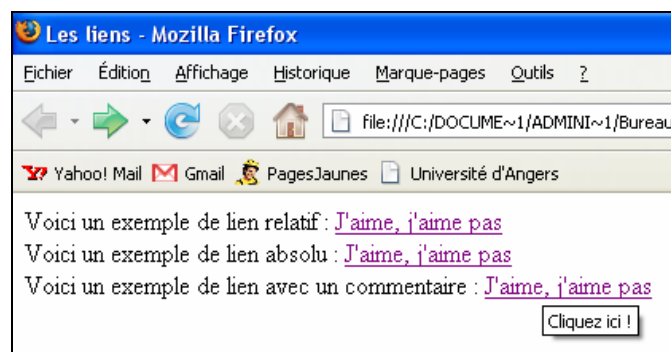 Les liens - Mozilla Firefox
Fichier Édition Affichage Historique Marque-pages Outils ?
file:///C:/DOCUME~1/ADMINI~1/Bureau
Yahoo! Mail Gmail PagesJaunes Université d'Angers
Voici un exemple de lien relatif : J'aime, j'aime pas
Voici un exemple de lien absolu : J'aime, j'aime pas
Voici un exemple de lien avec un commentaire : J'aime, j'aime pas
Cliquez ici !